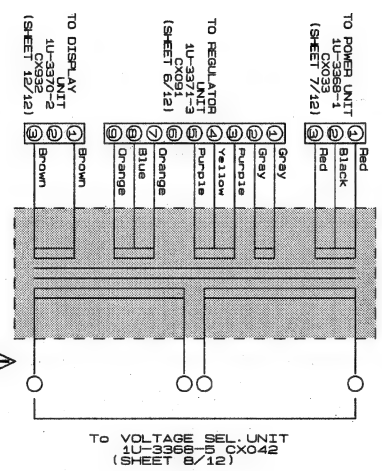 TO POWER UNIT
1U-3368-1
CX033
(SHEET 7/12)
1 Red
2 Black
3 Red
TO REGULATOR
UNIT
1U-3371-3
CX091
(SHEET 6/12)
1 Gray
2 Gray
3 Purple
4 Yellow
5 Purple
6
7 Orange
8 Blue
9 Orange
TO DISPLAY
UNIT
1U-3370-2
CX932
(SHEET 12/12)
1 Brown
2
3 Brown
To VOLTAGE SEL. UNIT
1U-3368-5 CX042
(SHEET 8/12)